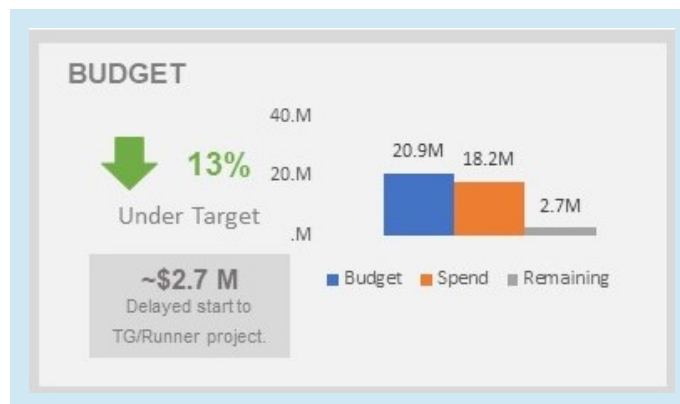 BUDGET
13%
Under Target
~$2.7 M
Delayed start to
TG/Runner project.
40.M
20.M
.M
20.9M
18.2M
2.7M
Budget Spend Remaining